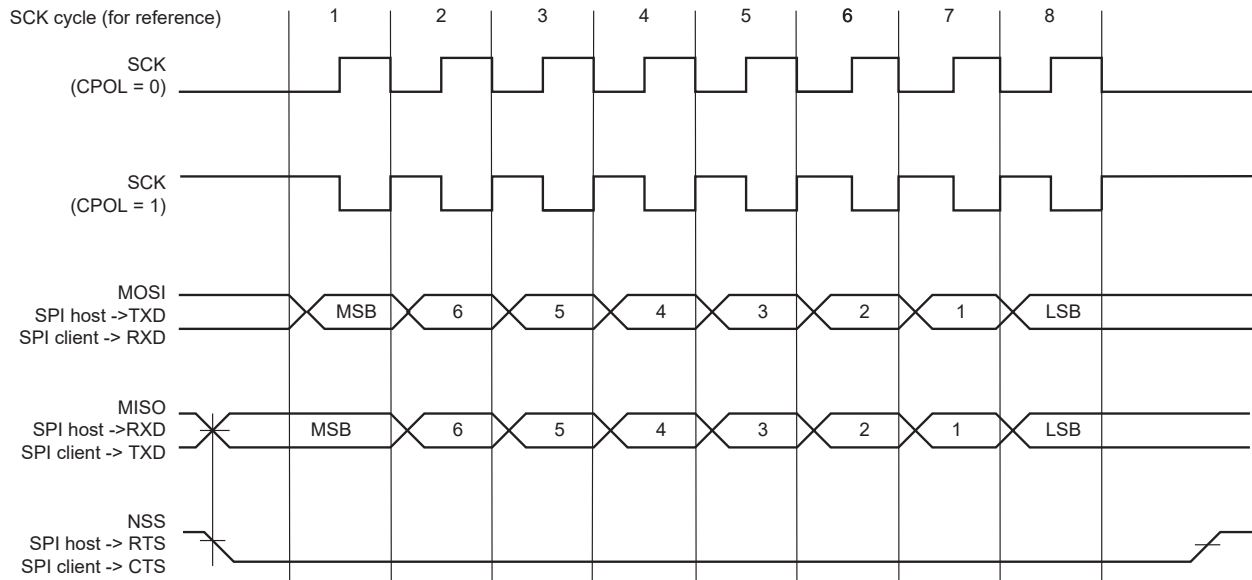 SCK cycle (for reference) 1 2 3 4 5 6 7 8
SCK
(CPOL = 0)
SCK
(CPOL = 1)
MOSI
SPI host ->TXD
SPI client -> RXD
MSB 6 5 4 3 2 1 LSB
MISO
SPI host ->RXD
SPI client -> TXD
MSB 6 5 4 3 2 1 LSB
NSS
SPI host -> RTS
SPI client -> CTS